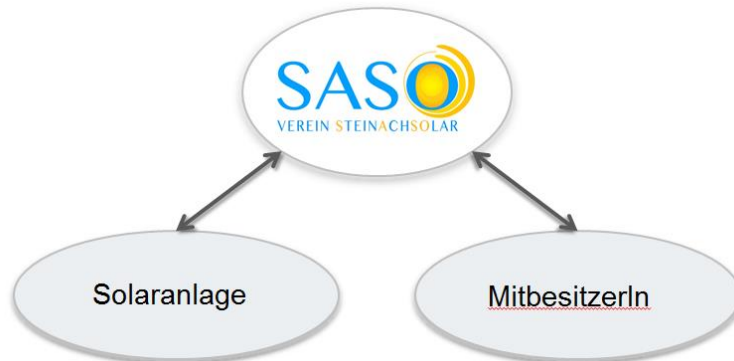 SASO
VEREIN STEINACHSOLAR
Solaranlage
MitbesitzerIn